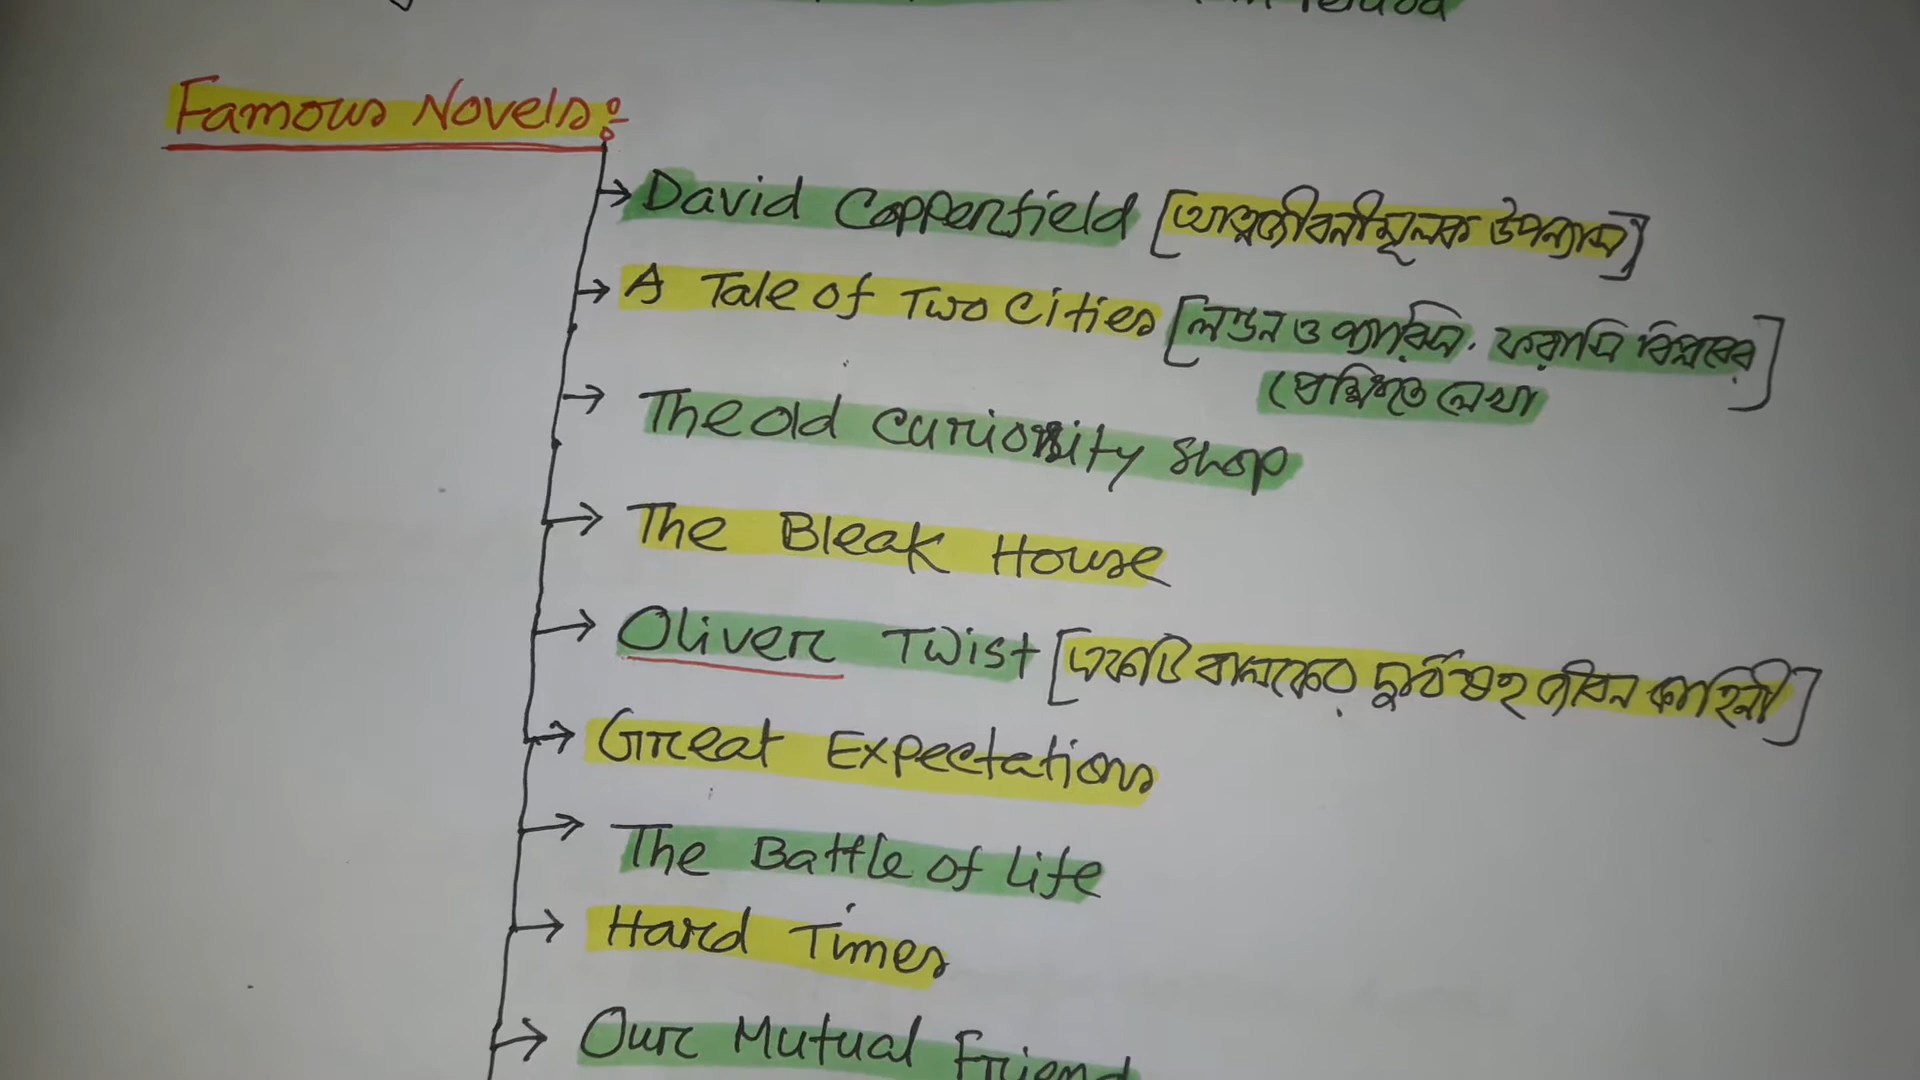 Famous Novels:
David Copperfield [আত্মজীবনীমূলক উপন্যাস]
A Tale of Two Cities [লন্ডন ও প্যারিস. ফরাসি বিপ্লবের
প্রেক্ষিতে লেখা]
The Old Curiosity Shop
The Bleak House
Oliver Twist [একটি বালকের দুর্বিষহ জীবন কাহিনী]
Great Expectations
The Battle of Life
Hard Times
Our Mutual Friend